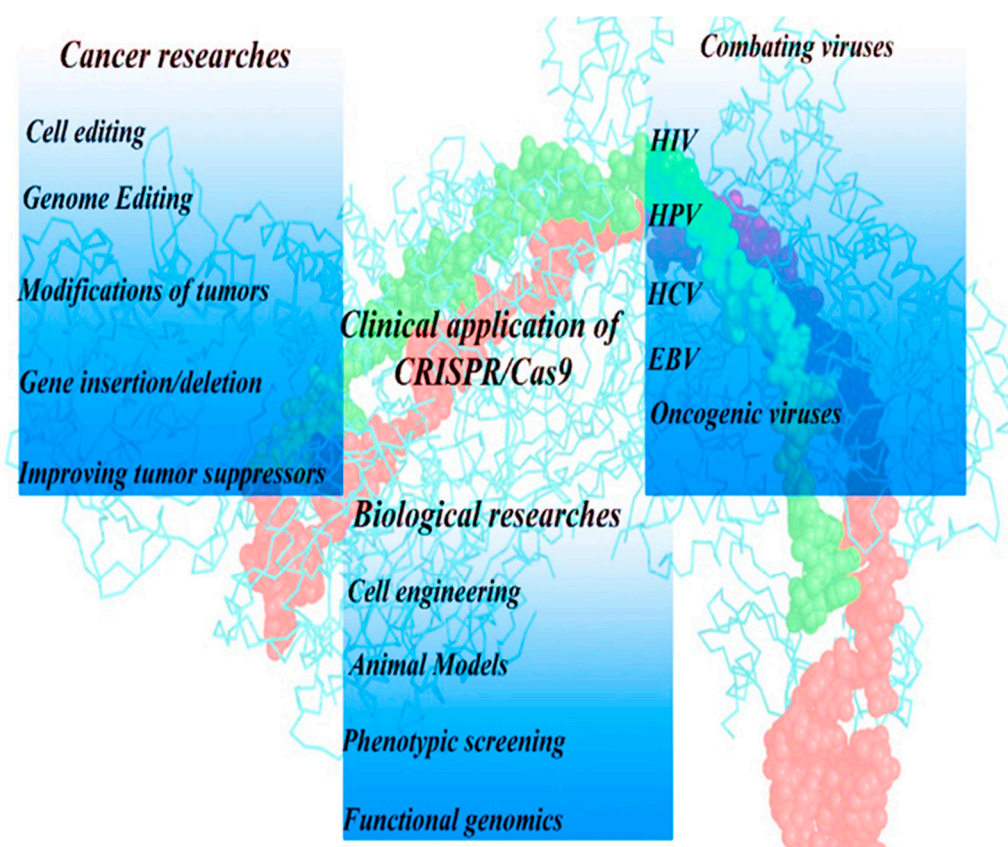 Cancer researches
Cell editing
Genome Editing
Modifications of tumors
Gene insertion/deletion
Improving tumor suppressors
Combating viruses
HIV
HPV
HCV
EBV
Oncogenic viruses
Clinical application of
CRISPR/Cas9
Biological researches
Cell engineering
Animal Models
Phenotypic screening
Functional genomics